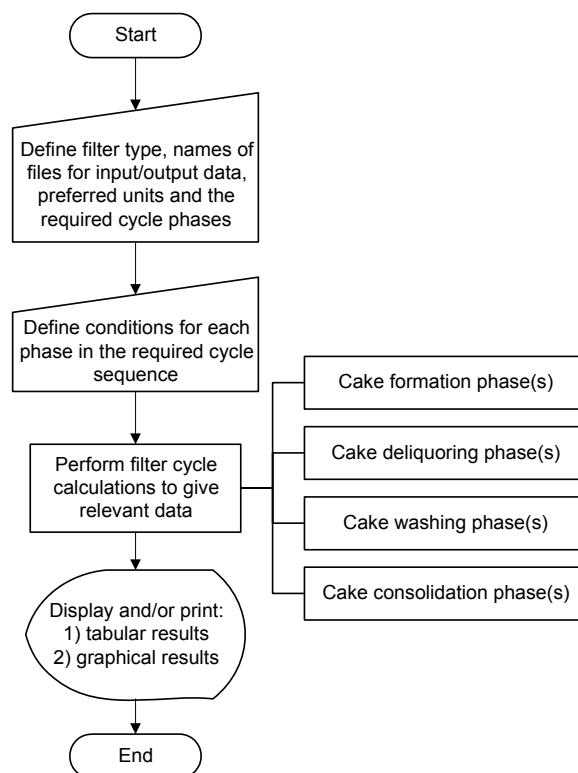 Start
Define filter type, names of
files for input/output data,
preferred units and the
required cycle phases
Define conditions for each
phase in the required cycle
sequence
Perform filter cycle
calculations to give
relevant data
Cake formation phase(s)
Cake deliquoring phase(s)
Cake washing phase(s)
Cake consolidation phase(s)
Display and/or print:
1) tabular results
2) graphical results
End